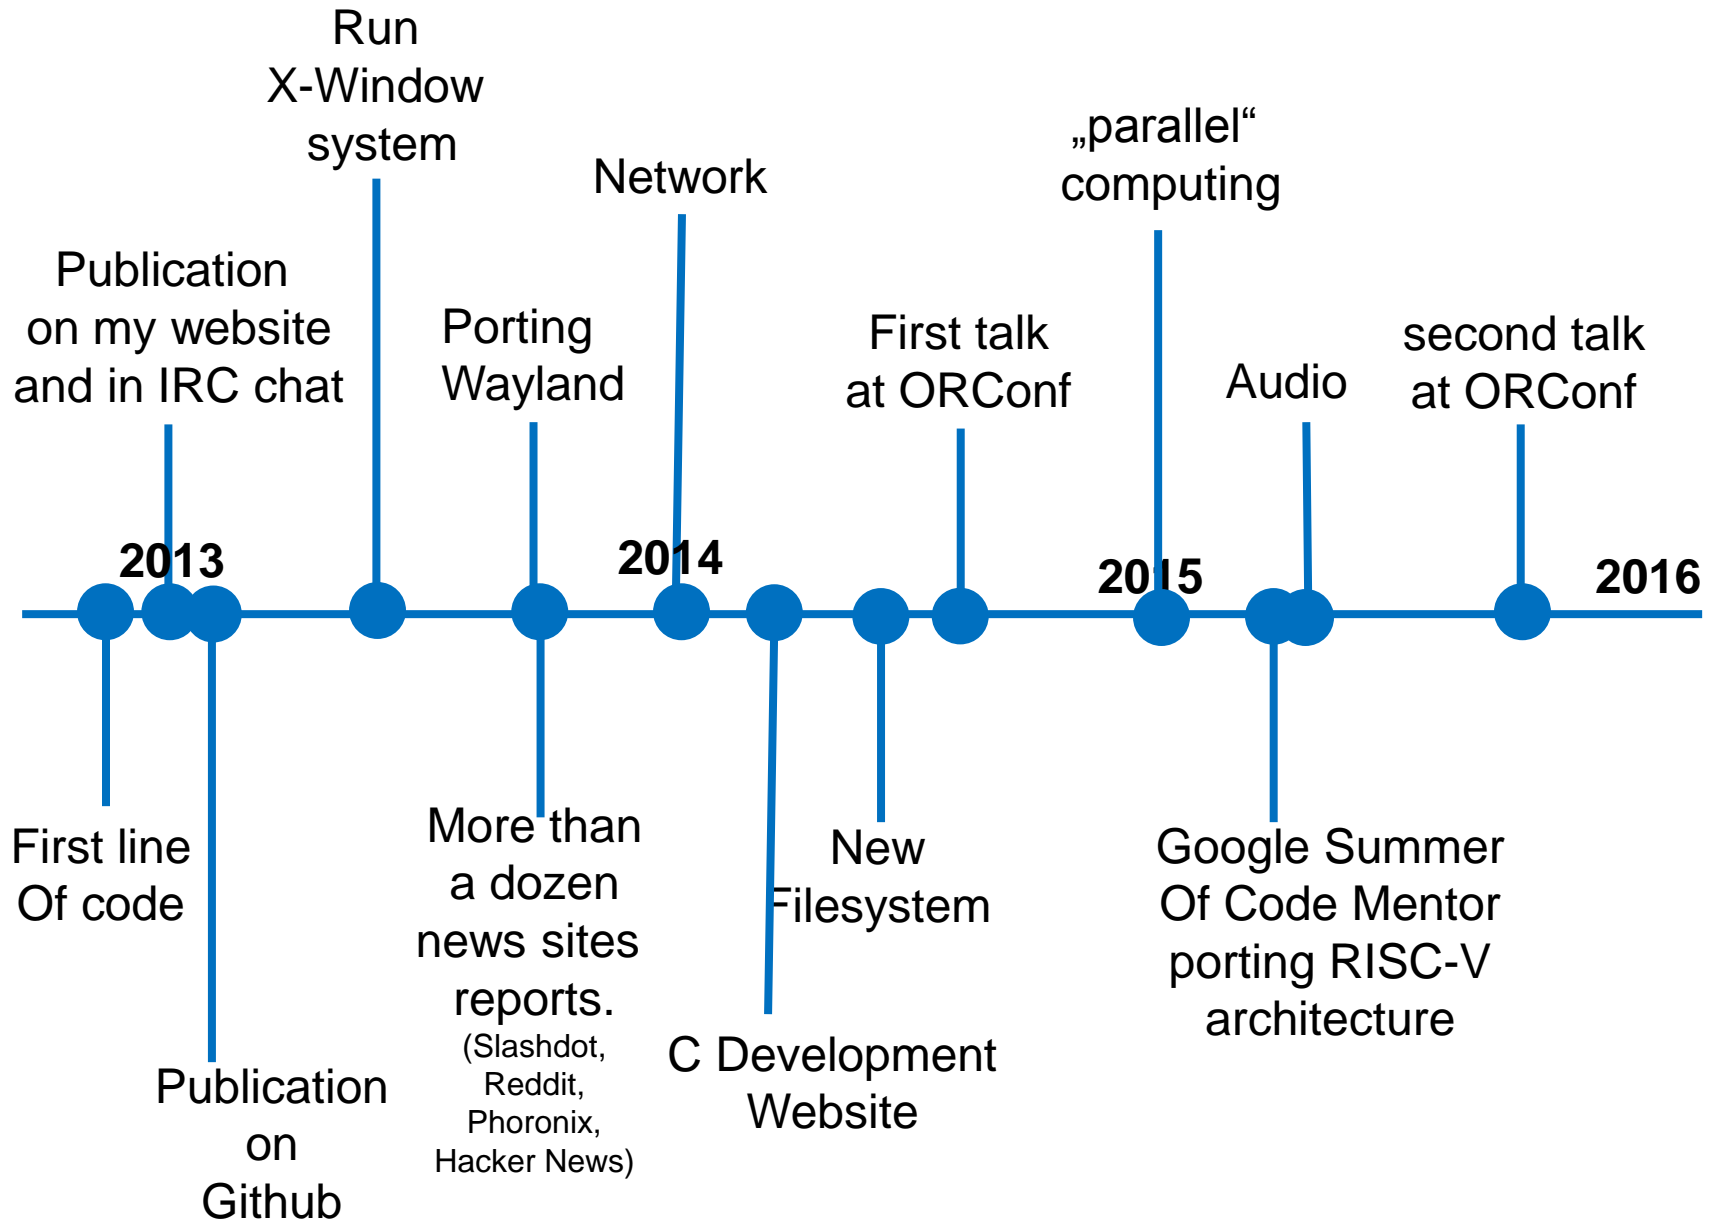 Run
X-Window
system
Network
„parallel“
computing
Publication
on my website
and in IRC chat
Porting
Wayland
First talk
at ORConf
Audio
second talk
at ORConf
2013
2014
2015
2016
First line
Of code
Publication
on
Github
More than
a dozen
news sites
reports.
(Slashdot,
Reddit,
Phoronix,
Hacker News)
C Development
Website
New
Filesystem
Google Summer
Of Code Mentor
porting RISC-V
architecture